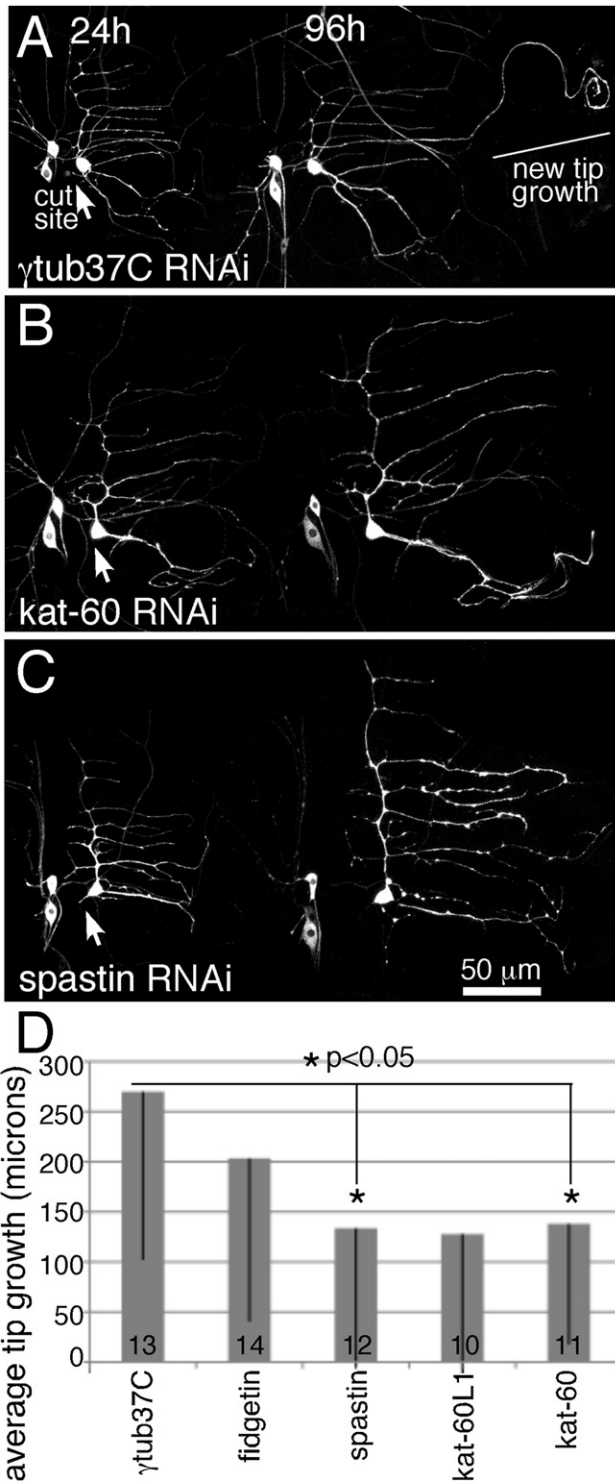 A 24h 96h
cut
site
new tip
growth
γtub37C RNAi
B
kat-60 RNAi
C
50 μm
spastin RNAi
D
* p<0.05
average tip growth (microns)
300
250
200
150
100
50
0
* *
13 14 12 10 11
γtub37C fidgetin spastin kat-60L1 kat-60